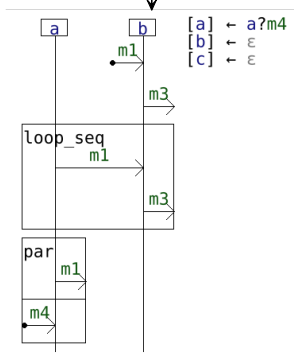 a
b
[a] ← a?m4
[b] ← ε
[c] ← ε
m1
m3
loop_seq
m1
m3
par
m1
m4